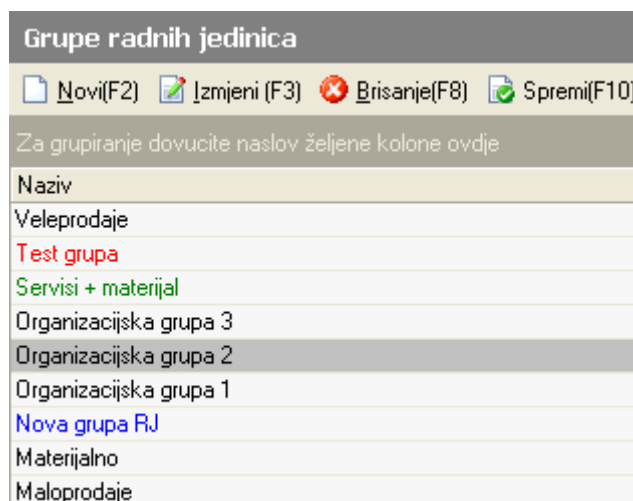 Grupe radnih jedinica
Novi(F2) Izmjeni (F3) Brisanje(F8) Spremi(F10)
Za grupiranje dovucite naslov željene kolone ovdje
Naziv
Veleprodaje
Test grupa
Servisi + materijal
Organizacijska grupa 3
Organizacijska grupa 2
Organizacijska grupa 1
Nova grupa RJ
Materijalno
Maloprodaje